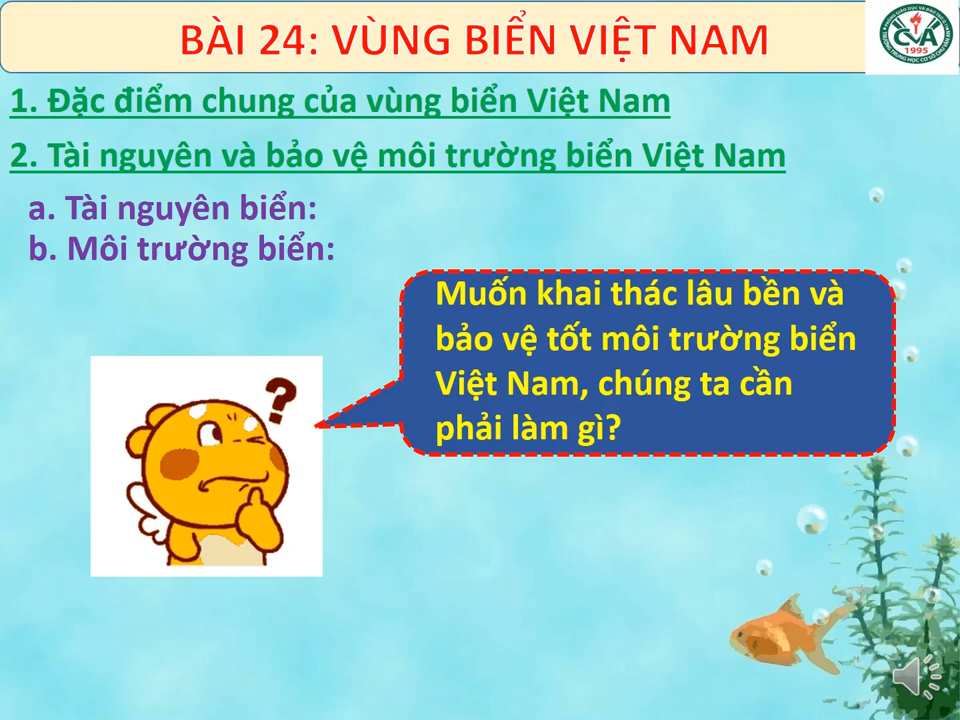 BÀI 24: VÙNG BIỂN VIỆT NAM
CVA
1995
1. Đặc điểm chung của vùng biển Việt Nam
2. Tài nguyên và bảo vệ môi trường biển Việt Nam
a. Tài nguyên biển:
b. Môi trường biển:
Muốn khai thác lâu bền và
bảo vệ tốt môi trường biển
Việt Nam, chúng ta cần
phải làm gì?
?